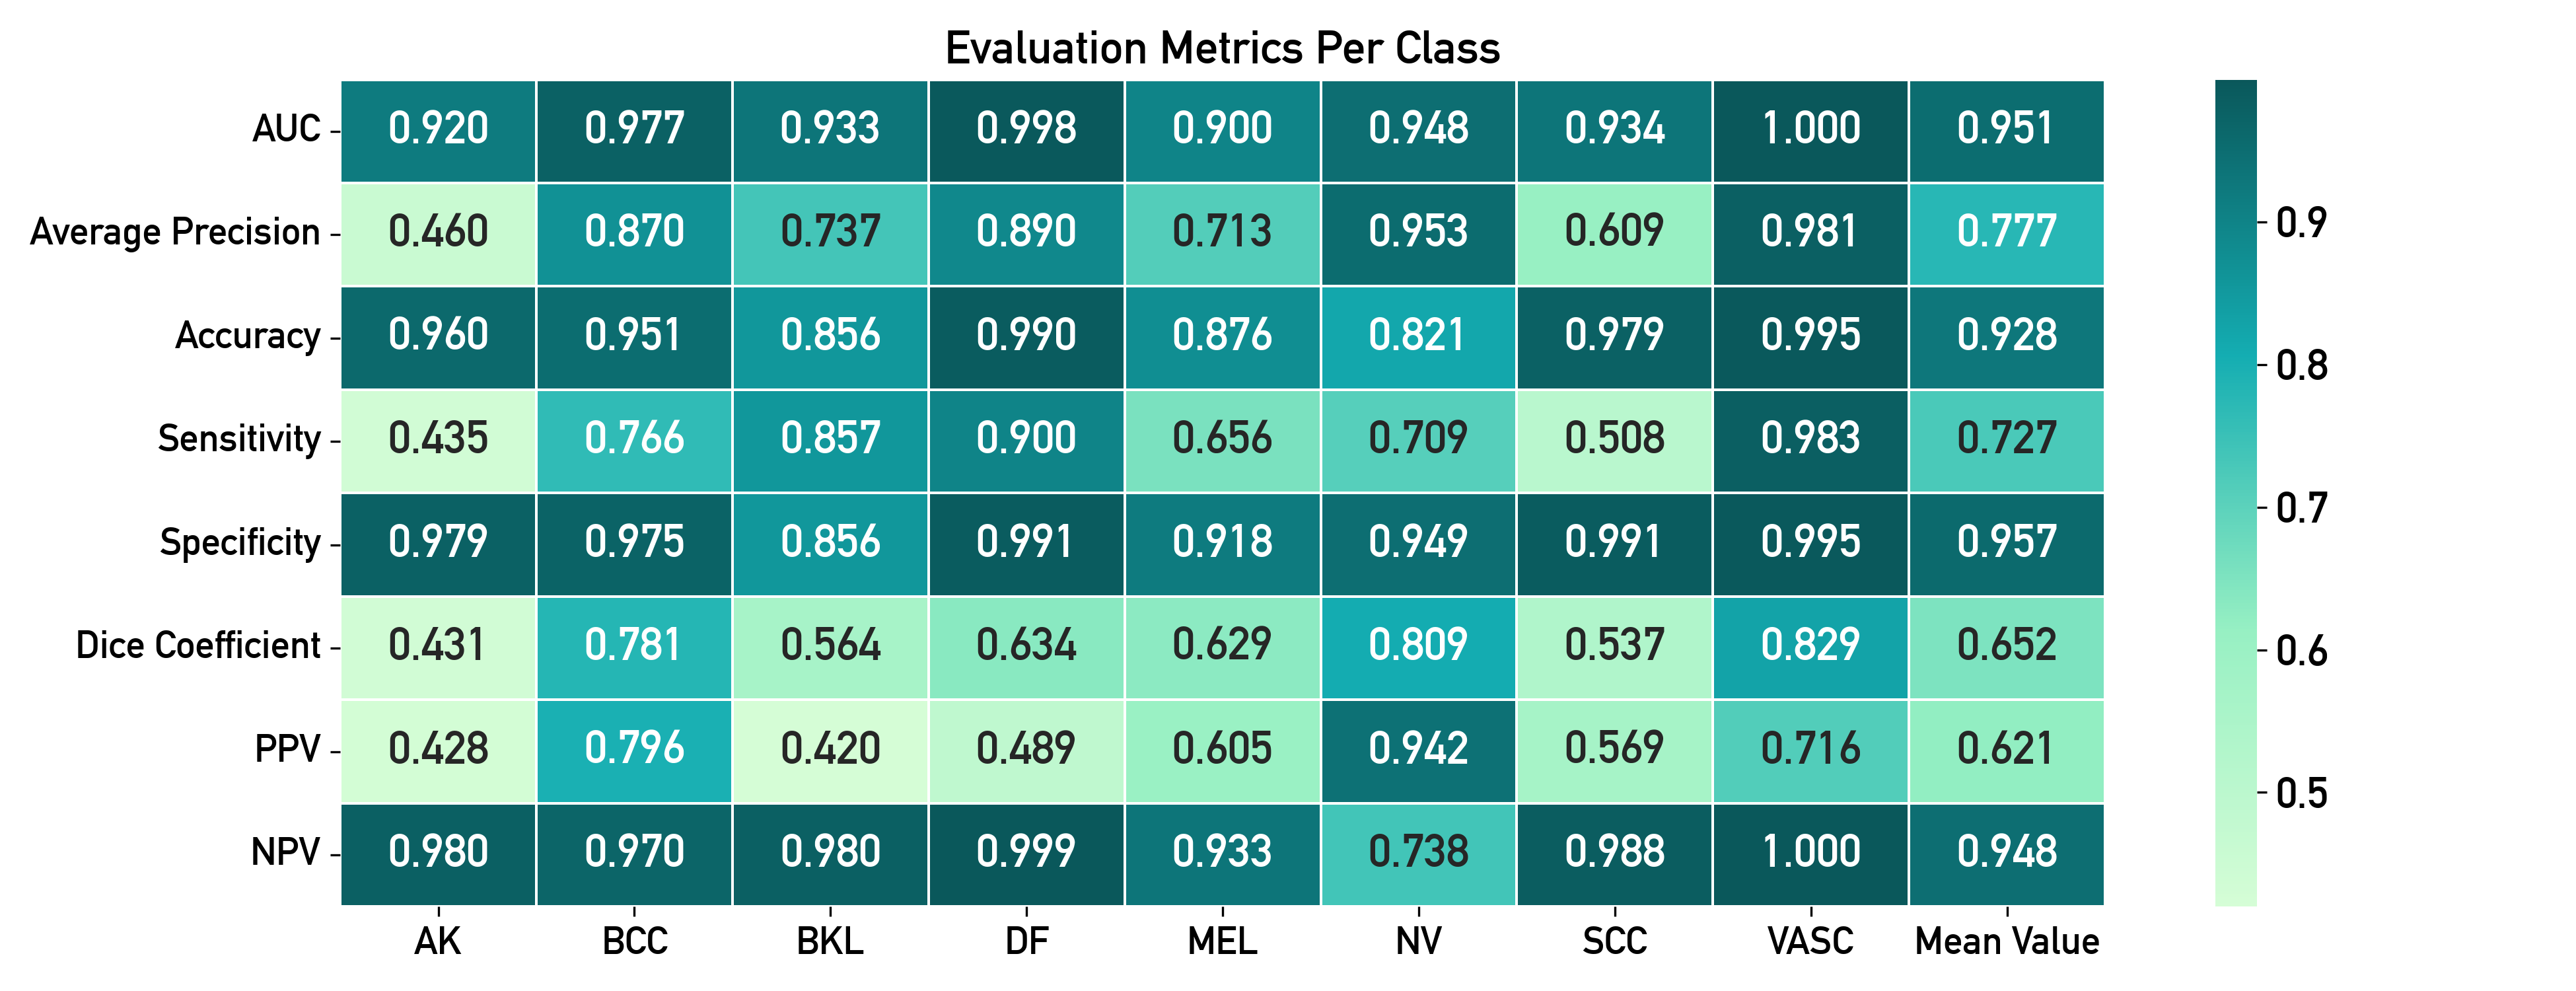 Evaluation Metrics Per Class
AUC 0.920 0.977 0.933 0.998 0.900 0.948 0.934 1.000 0.951
Average Precision 0.460 0.870 0.737 0.890 0.713 0.953 0.609 0.981 0.777
Accuracy 0.960 0.951 0.856 0.990 0.876 0.821 0.979 0.995 0.928
Sensitivity 0.435 0.766 0.857 0.900 0.656 0.709 0.508 0.983 0.727
Specificity 0.979 0.975 0.856 0.991 0.918 0.949 0.991 0.995 0.957
Dice Coefficient 0.431 0.781 0.564 0.634 0.629 0.809 0.537 0.829 0.652
PPV 0.428 0.796 0.420 0.489 0.605 0.942 0.569 0.716 0.621
NPV 0.980 0.970 0.980 0.999 0.933 0.738 0.988 1.000 0.948
AK BCC BKL DF MEL NV SCC VASC Mean Value
0.9
0.8
0.7
0.6
0.5